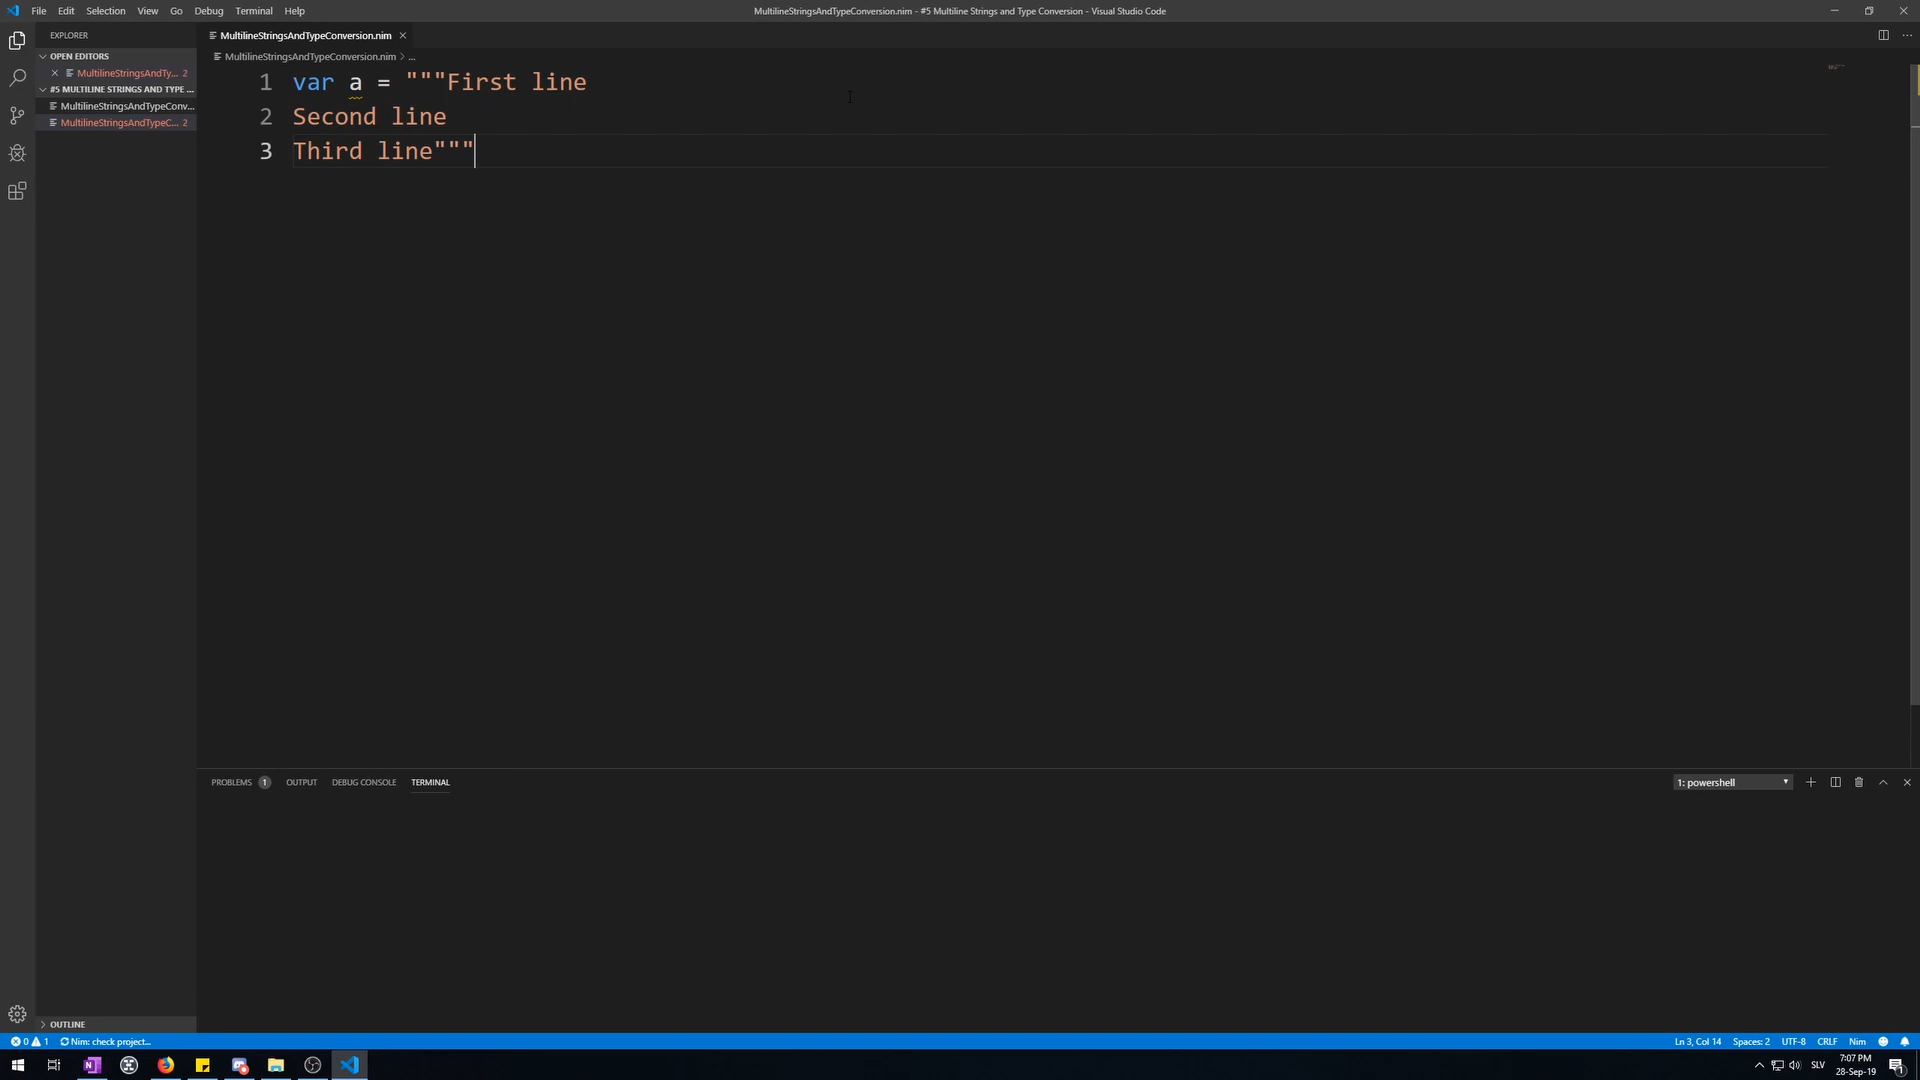 File Edit Selection View Go Debug Terminal Help
MultilineStringsAndTypeConversion.nim - #5 Multiline Strings and Type Conversion - Visual Studio Code
EXPLORER
OPEN EDITORS
MultilineStringsAndTy... 2
#5 MULTILINE STRINGS AND TYPE ...
MultilineStringsAndTypeConv...
MultilineStringsAndTypeC... 2
OUTLINE
MultilineStringsAndTypeConversion.nim
MultilineStringsAndTypeConversion.nim > ...
1 var a = """First line
2 Second line
3 Third line"""
PROBLEMS 1 OUTPUT DEBUG CONSOLE TERMINAL
1: powershell
0 1 Nim: check project...
Ln 3, Col 14 Spaces: 2 UTF-8 CRLF Nim
SLV
7:07 PM
28-Sep-19